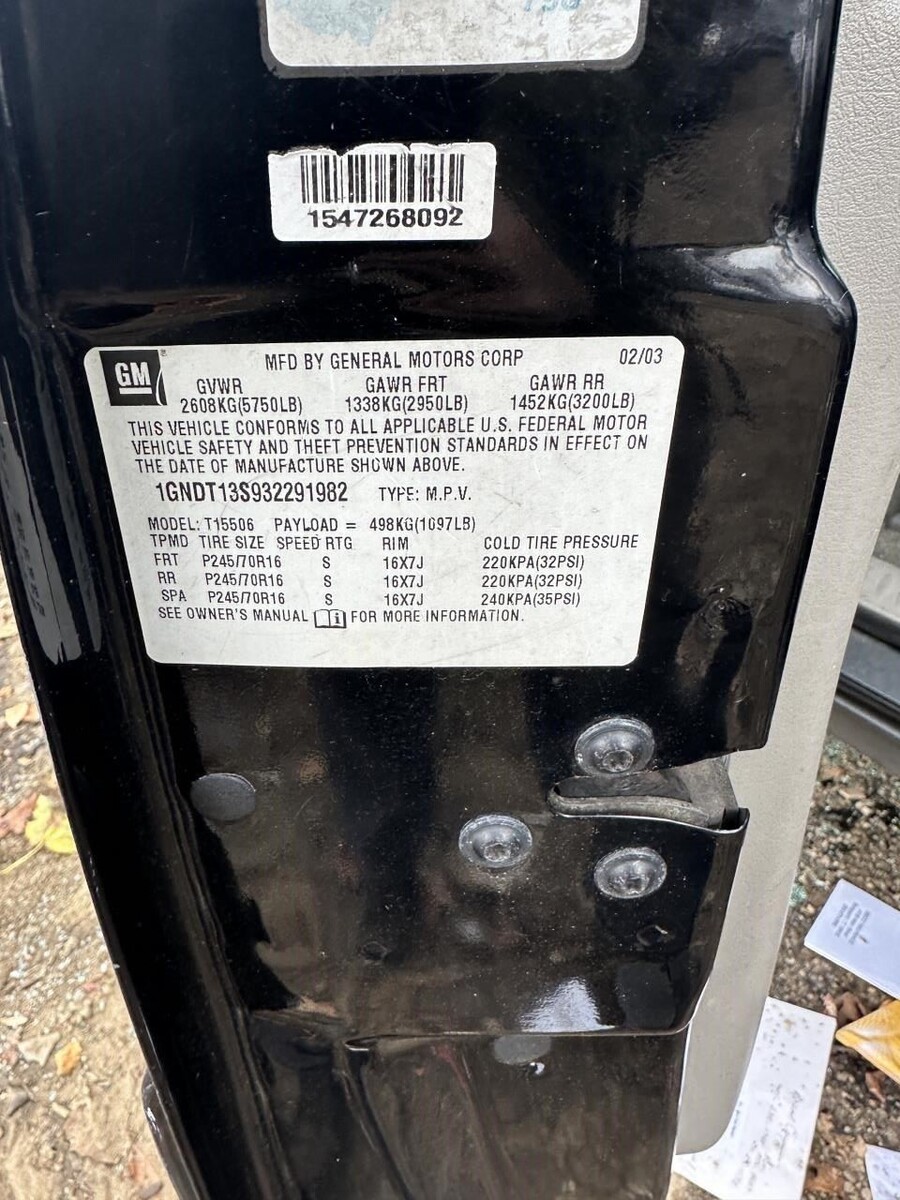 1547268092
GM
MFD BY GENERAL MOTORS CORP 02/03
GVWR GAWR FRT GAWR RR
2608KG(5750LB) 1338KG(2950LB) 1452KG(3200LB)
THIS VEHICLE CONFORMS TO ALL APPLICABLE U.S. FEDERAL MOTOR
VEHICLE SAFETY AND THEFT PREVENTION STANDARDS IN EFFECT ON
THE DATE OF MANUFACTURE SHOWN ABOVE.
1GNDT13S932291982 TYPE: M.P.V.
MODEL: T15506 PAYLOAD = 498KG(1097LB)
TPMD TIRE SIZE SPEED RTG RIM COLD TIRE PRESSURE
FRT P245/70R16 S 16X7J 220KPA(32PSI)
RR P245/70R16 S 16X7J 220KPA(32PSI)
SPA P245/70R16 S 16X7J 240KPA(35PSI)
SEE OWNER'S MANUAL FOR MORE INFORMATION.